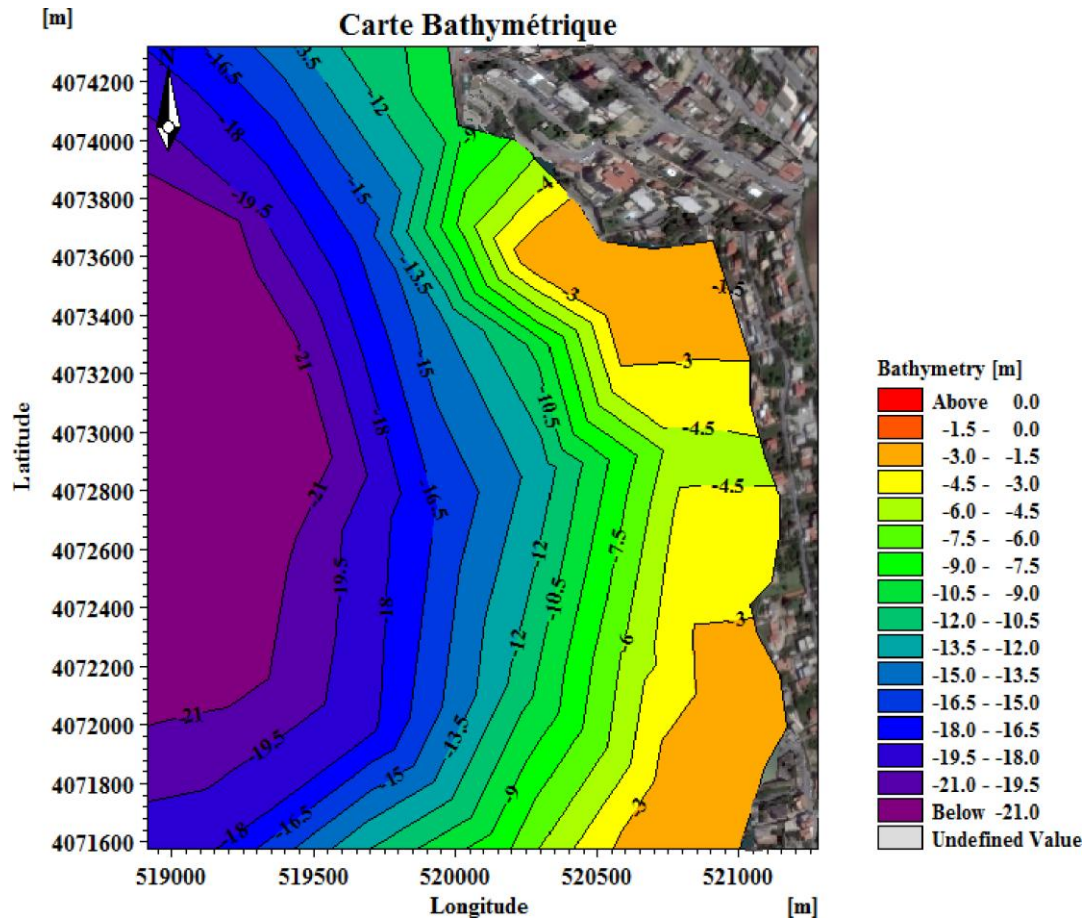 [m]
Carte Bathymétrique
4074200
4074000
4073800
4073600
4073400
4073200
4073000
4072800
4072600
4072400
4072200
4072000
4071800
4071600
Latitude
-16.5
3.5
-12
-18
-9
-15
-4
-19.5
-13.5
-3
-1.5
-21
-15
-3
-10.5
-18
-4.5
-21
-16.5
-4.5
-12
-7.5
-19.5
-10.5
-18
-12
-3
-6
-21
-19.5
-13.5
-15
-3
-9
-16.5
-18
519000 519500 520000 520500 521000
Longitude
[m]
Bathymetry [m]
Above 0.0
-1.5 - 0.0
-3.0 - -1.5
-4.5 - -3.0
-6.0 - -4.5
-7.5 - -6.0
-9.0 - -7.5
-10.5 - -9.0
-12.0 - -10.5
-13.5 - -12.0
-15.0 - -13.5
-16.5 - -15.0
-18.0 - -16.5
-19.5 - -18.0
-21.0 - -19.5
Below -21.0
Undefined Value